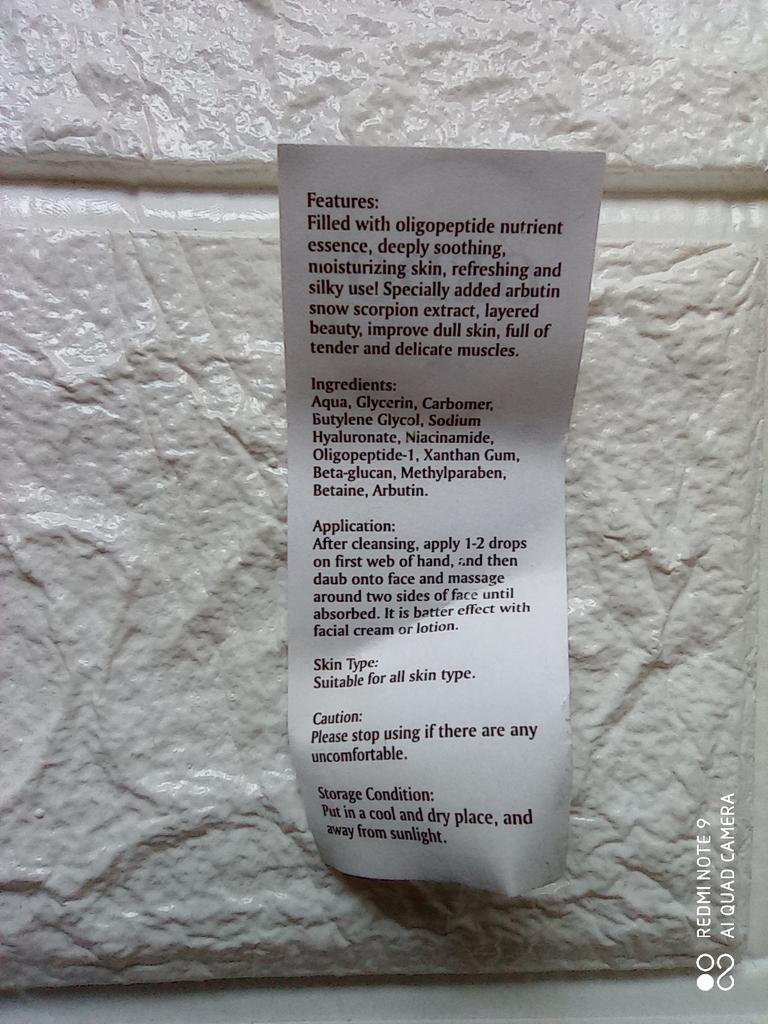 Features:
Filled with oligopeptide nutrient
essence, deeply soothing,
moisturizing skin, refreshing and
silky use! Specially added arbutin
snow scorpion extract, layered
beauty, improve dull skin, full of
tender and delicate muscles.
Ingredients:
Aqua, Glycerin, Carbomer,
Butylene Glycol, Sodium
Hyaluronate, Niacinamide,
Oligopeptide-1, Xanthan Gum,
Beta-glucan, Methylparaben,
Betaine, Arbutin.
Application:
After cleansing, apply 1-2 drops
on first web of hand, and then
daub onto face and massage
around two sides of face until
absorbed. It is batter effect with
facial cream or lotion.
Skin Type:
Suitable for all skin type.
Caution:
Please stop using if there are any
uncomfortable.
Storage Condition:
Put in a cool and dry place, and
away from sunlight.
REDMI NOTE 9
AI QUAD CAMERA